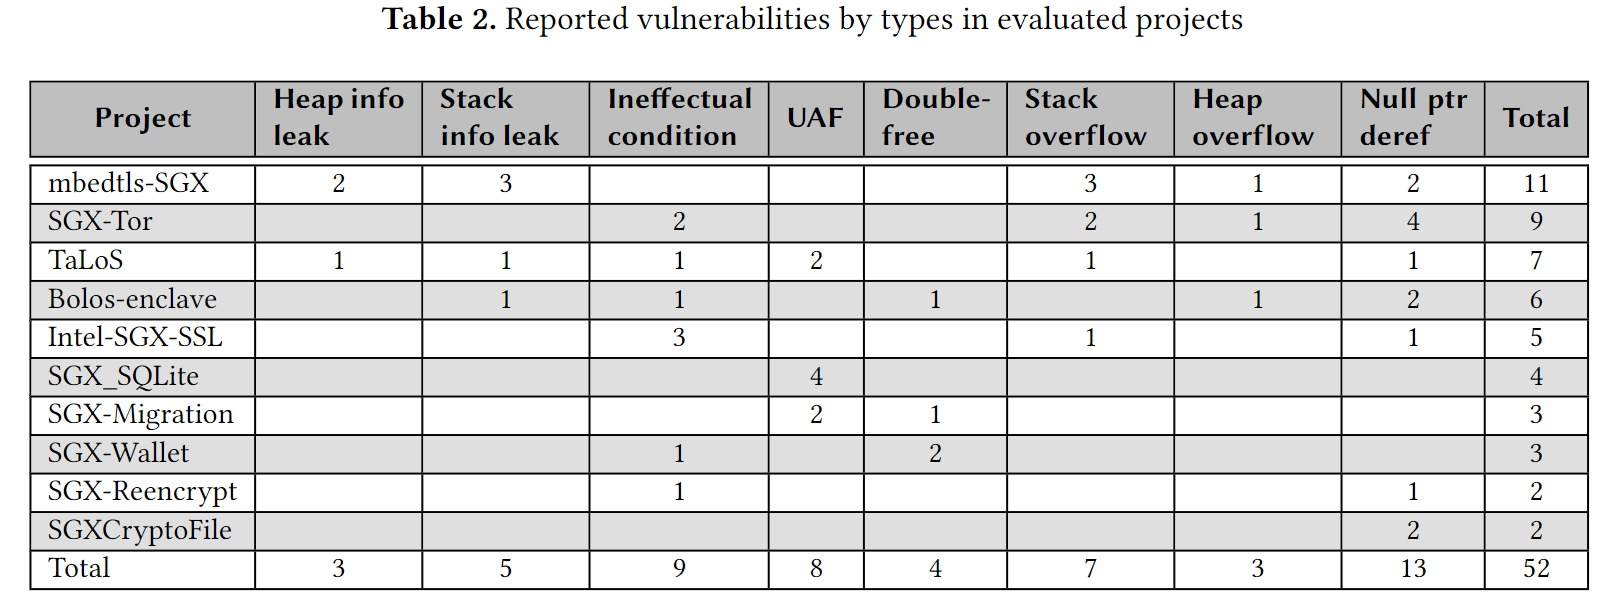 Table 2. Reported vulnerabilities by types in evaluated projects
Project Heap info leak Stack info leak Ineffectual condition UAF Double-free Stack overflow Heap overflow Null ptr deref Total
mbedtls-SGX 2 3 3 1 2 11
SGX-Tor 2 2 1 4 9
TaLoS 1 1 1 2 1 1 7
Bolos-enclave 1 1 1 1 2 6
Intel-SGX-SSL 3 1 1 5
SGX_SQLite 4 4
SGX-Migration 2 1 3
SGX-Wallet 1 2 3
SGX-Reencrypt 1 1 2
SGXCryptoFile 2 2
Total 3 5 9 8 4 7 3 13 52